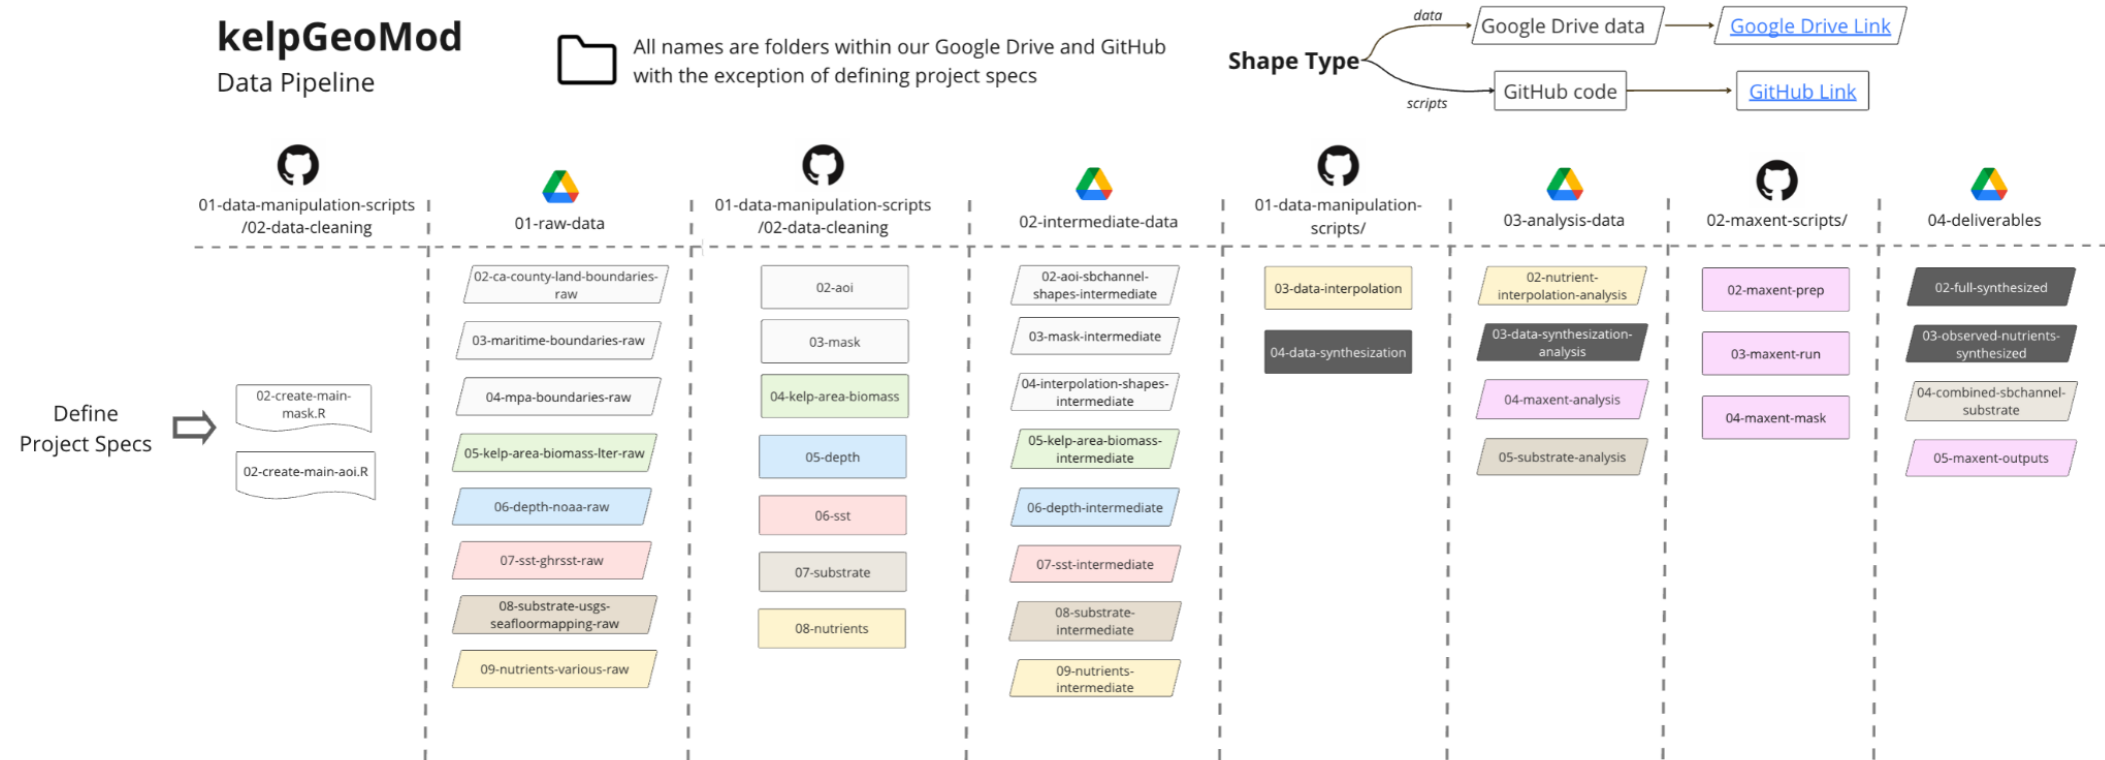 kelpGeoMod
Data Pipeline
All names are folders within our Google Drive and GitHub
with the exception of defining project specs
Shape Type
data
scripts
Google Drive data
Google Drive Link
GitHub code
GitHub Link
01-data-manipulation-scripts
/02-data-cleaning
01-raw-data
01-data-manipulation-scripts
/02-data-cleaning
02-intermediate-data
01-data-manipulation-
scripts/
03-analysis-data
02-maxent-scripts/
04-deliverables
Define
Project Specs
02-create-main-
mask.R
02-create-main-aoi.R
02-ca-county-land-boundaries-
raw
03-maritime-boundaries-raw
04-mpa-boundaries-raw
05-kelp-area-biomass-lter-raw
06-depth-noaa-raw
07-sst-ghrsst-raw
08-substrate-usgs-
seafloormapping-raw
09-nutrients-various-raw
02-aoi
03-mask
04-kelp-area-biomass
05-depth
06-sst
07-substrate
08-nutrients
02-aoi-sbchannel-
shapes-intermediate
03-mask-intermediate
04-interpolation-shapes-
intermediate
05-kelp-area-biomass-
intermediate
06-depth-intermediate
07-sst-intermediate
08-substrate-
intermediate
09-nutrients-
intermediate
03-data-interpolation
04-data-synthesization
02-nutrient-
interpolation-analysis
03-data-synthesization-
analysis
04-maxent-analysis
05-substrate-analysis
02-maxent-prep
03-maxent-run
04-maxent-mask
02-full-synthesized
03-observed-nutrients-
synthesized
04-combined-sbchannel-
substrate
05-maxent-outputs